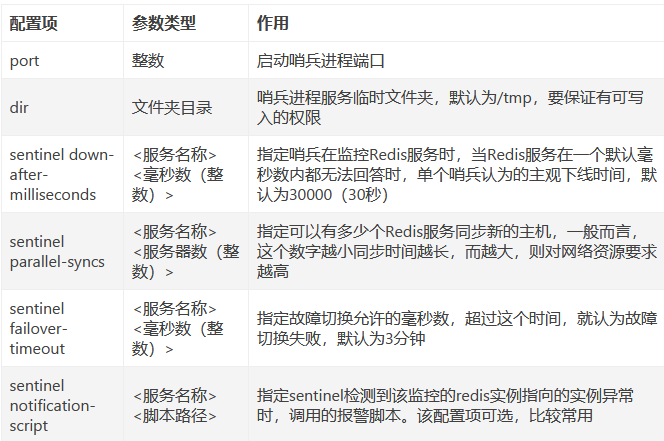 配置项 参数类型 作用
port 整数 启动哨兵进程端口
dir 文件夹目录 哨兵进程服务临时文件夹，默认为/tmp，要保证有可写
入的权限
sentinel down-
after-
milliseconds
<服务名称>
<毫秒数（整
数）>
指定哨兵在监控Redis服务时，当Redis服务在一个默认毫
秒数内都无法回答时，单个哨兵认为的主观下线时间，默
认为30000（30秒）
sentinel
parallel-syncs
<服务名称>
<服务器数（整
数）>
指定可以有多少个Redis服务同步新的主机，一般而言，
这个数字越小同步时间越长，而越大，则对网络资源要求
越高
sentinel
failover-
timeout
<服务名称>
<毫秒数（整
数）>
指定故障切换允许的毫秒数，超过这个时间，就认为故障
切换失败，默认为3分钟
sentinel
notification-
script
<服务名称>
<脚本路径>
指定sentinel检测到该监控的redis实例指向的实例异常
时，调用的报警脚本。该配置项可选，比较常用